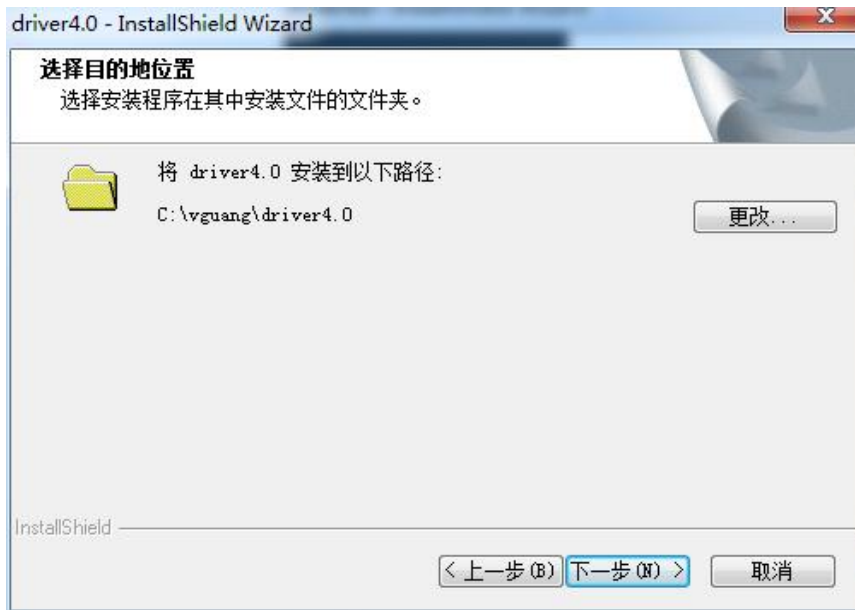 driver4.0 - InstallShield Wizard
选择目的地位置
选择安装程序在其中安装文件的文件夹。
将 driver4.0 安装到以下路径:
C:\vguang\driver4.0
更改...
InstallShield
< 上一步(B)
下一步(N) >
取消